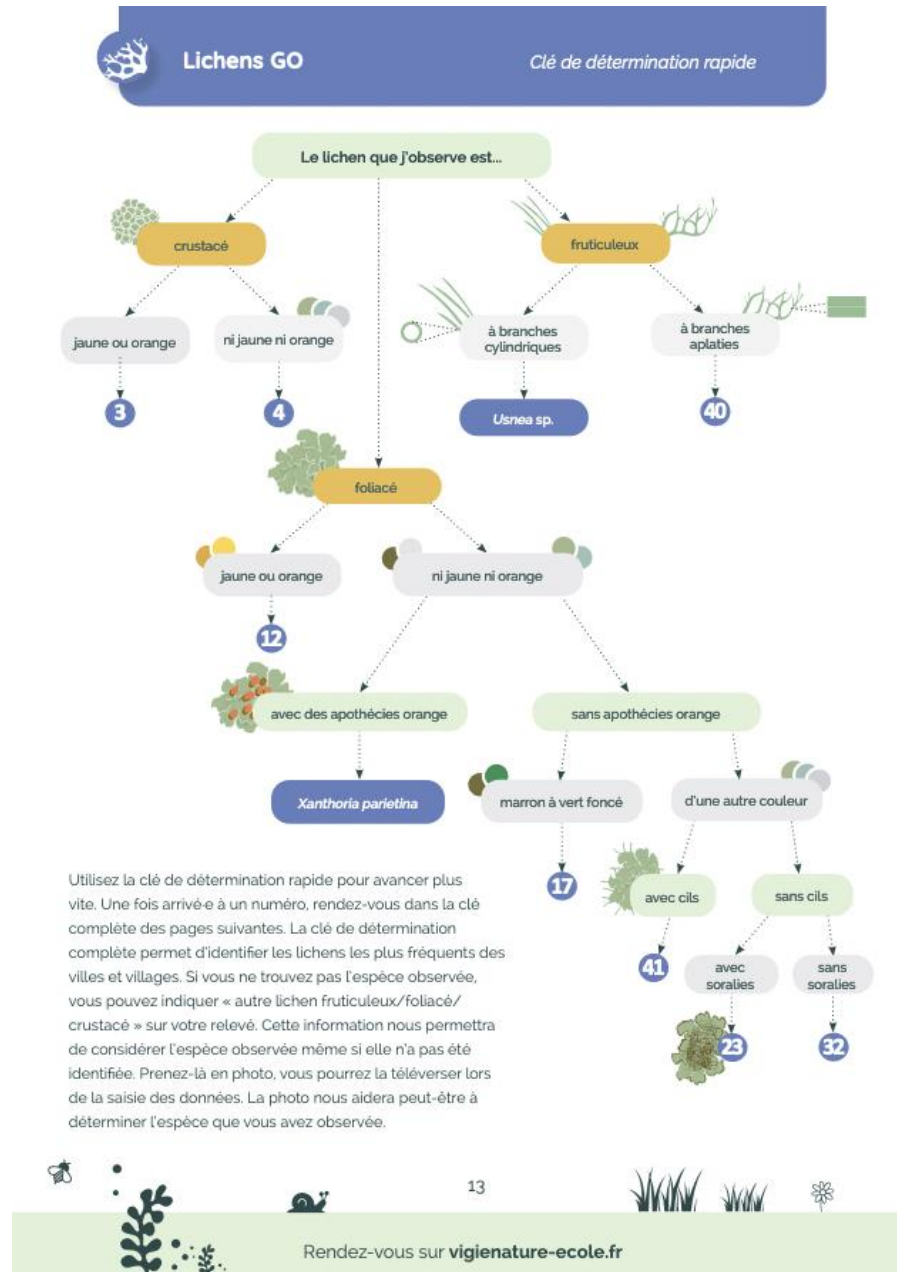 Lichens GO
Clé de détermination rapide
Le lichen que j'observe est...
crustacé
fruticuleux
jaune ou orange
ni jaune ni orange
à branches
cylindriques
à branches
aplaties
3
4
Usnea sp.
40
foliacé
jaune ou orange
ni jaune ni orange
12
avec des apothécies orange
sans apothécies orange
Xanthoria parietina
marron à vert foncé
d'une autre couleur
17
avec cils
sans cils
41
avec
soralies
sans
soralies
23
32
Utilisez la clé de détermination rapide pour avancer plus
vite. Une fois arrivé·e à un numéro, rendez-vous dans la clé
complète des pages suivantes. La clé de détermination
complète permet d'identifier les lichens les plus fréquents des
villes et villages. Si vous ne trouvez pas l'espèce observée,
vous pouvez indiquer « autre lichen fruticuleux/foliacé/
crustacé » sur votre relevé. Cette information nous permettra
de considérer l'espèce observée même si elle n'a pas été
identifiée. Prenez-là en photo, vous pourrez la téléverser lors
de la saisie des données. La photo nous aidera peut-être à
déterminer l'espèce que vous avez observée.
13
Rendez-vous sur vigienature-ecole.fr